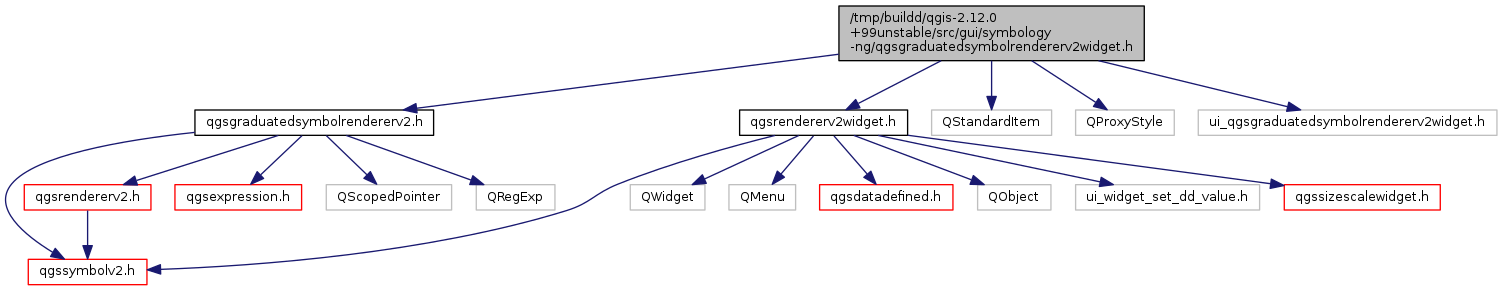 /tmp/buildd/qgis-2.12.0
+99unstable/src/gui/symbology
-ng/qgsgraduatedsymbolrendererv2widget.h
qgsgraduatedsymbolrendererv2.h
qgsrendererv2widget.h
QStandardItem
QProxyStyle
ui_qgsgraduatedsymbolrendererv2widget.h
qgsrendererv2.h
qgsexpression.h
QScopedPointer
QRegExp
QWidget
QMenu
qgsdatadefined.h
QObject
ui_widget_set_dd_value.h
qgssizescalewidget.h
qgssymbolv2.h